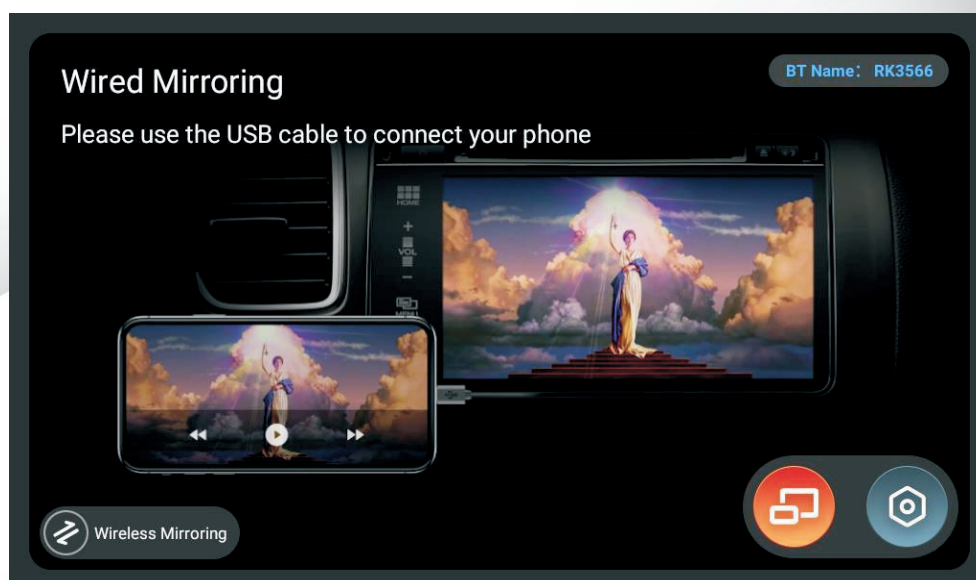 Wired Mirroring
BT Name: RK3566
Please use the USB cable to connect your phone
HOME
+
VOL
-
MENU
Wireless Mirroring